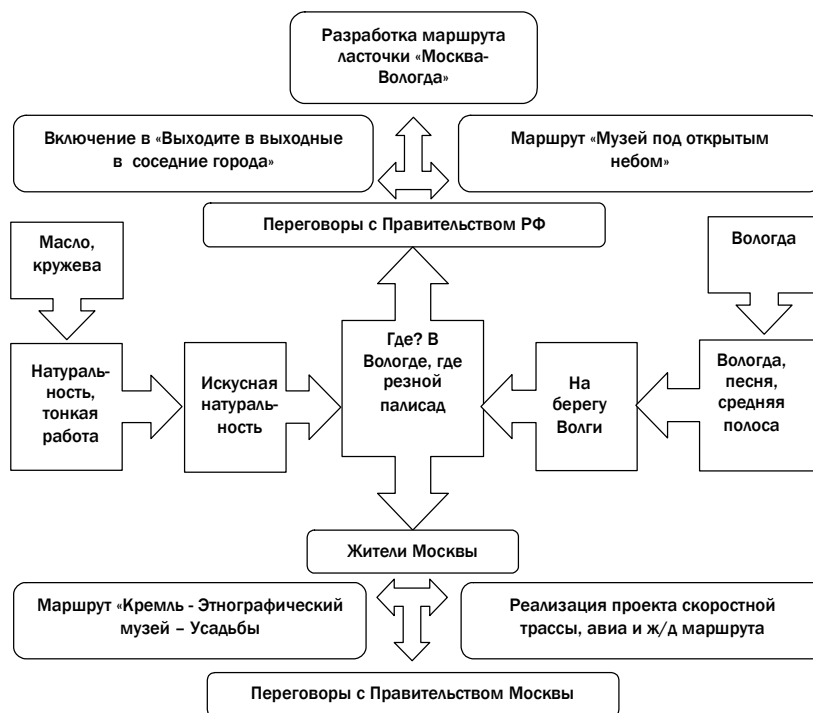 Разработка маршрута
ласточки «Москва-
Вологда»
Включение в «Выходите в выходные
в соседние города»
Маршрут «Музей под открытым
небом»
Переговоры с Правительством РФ
Масло,
кружева
Вологда
Натураль-
ность,
тонкая
работа
Искусная
натураль-
ность
Где? В
Вологде, где
резной
палисад
На
берегу
Волги
Вологда,
песня,
средняя
полоса
Жители Москвы
Маршрут «Кремль - Этнографический
музей – Усадьбы
Реализация проекта скоростной
трассы, авиа и ж/д маршрута
Переговоры с Правительством Москвы